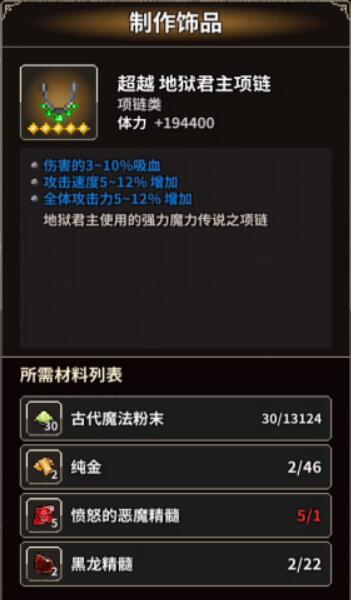 制作饰品
超越 地狱君主项链
项链类
体力 +194400
伤害的3~10%吸血
攻击速度5~12% 增加
全体攻击力5~12% 增加
地狱君主使用的强力魔力传说之项链
所需材料列表
30
古代魔法粉末 30/13124
2
纯金 2/46
5
愤怒的恶魔精髓 5/1
2
黑龙精髓 2/22